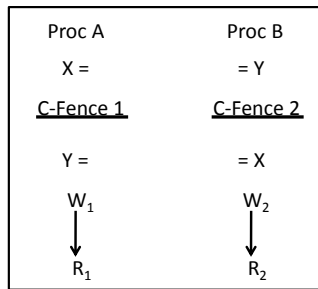 Proc A Proc B
X = = Y
C-Fence 1 C-Fence 2
Y = = X
W₁ W₂
R₁ R₂